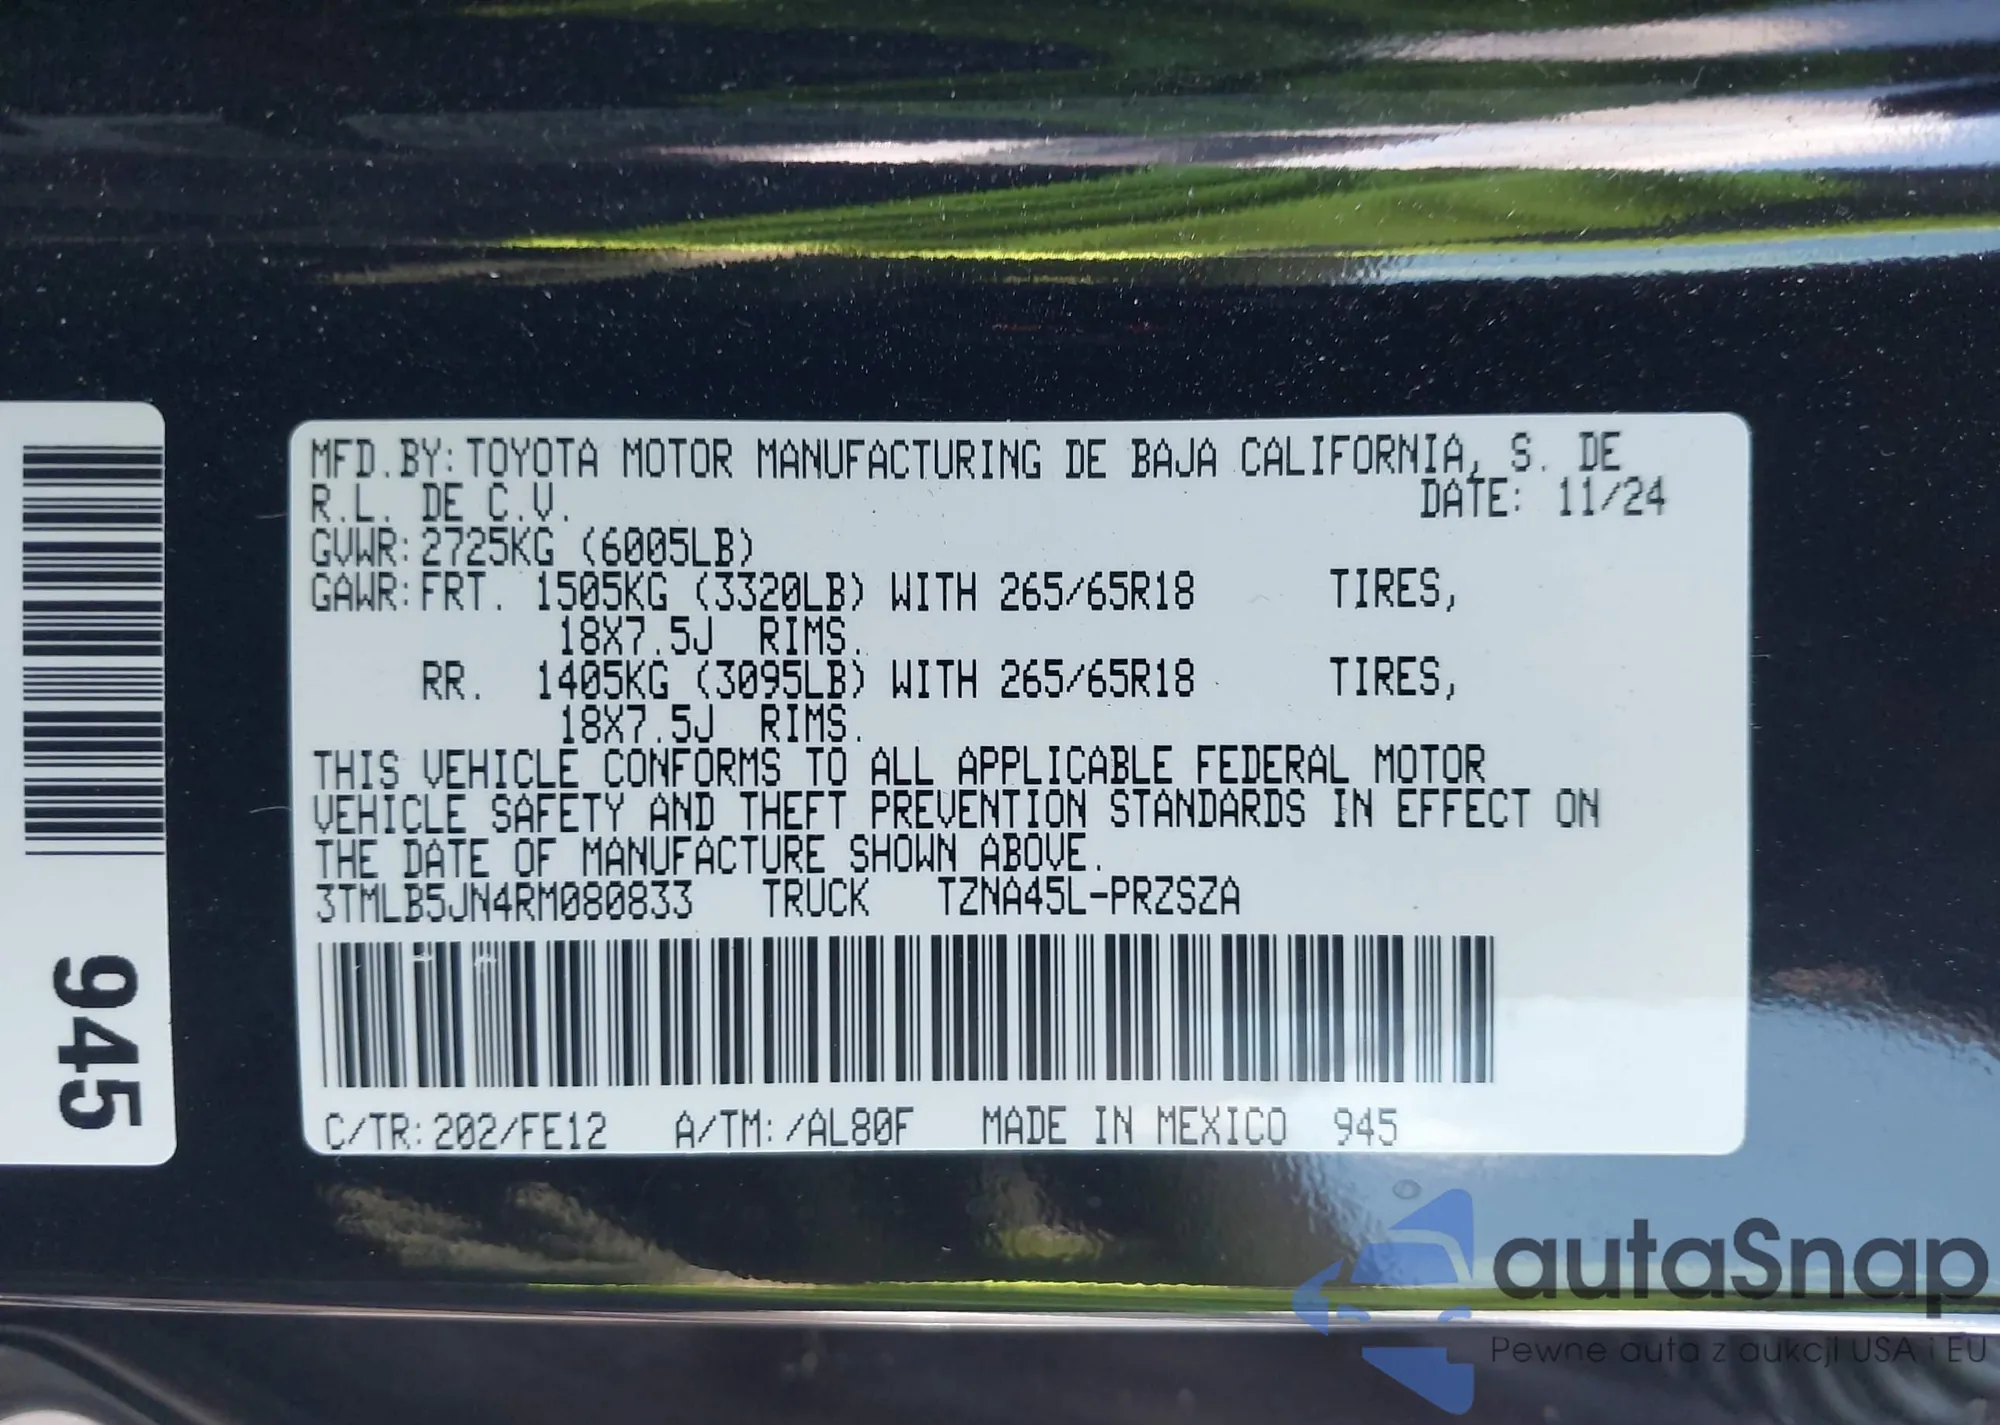 MFD.BY:TOYOTA MOTOR MANUFACTURING DE BAJA CALIFORNIA, S. DE
R.L. DE C.V. DATE: 11/24
GVWR:2725KG (6005LB)
GAWR:FRT. 1505KG (3320LB) WITH 265/65R18 TIRES,
18X7.5J RIMS.
RR. 1405KG (3095LB) WITH 265/65R18 TIRES,
18X7.5J RIMS.
THIS VEHICLE CONFORMS TO ALL APPLICABLE FEDERAL MOTOR
VEHICLE SAFETY AND THEFT PREVENTION STANDARDS IN EFFECT ON
THE DATE OF MANUFACTURE SHOWN ABOVE.
3TMLB5JN4RM080833 TRUCK TZNA45L-PRZSZA
C/TR:202/FE12 A/TM:/AL80F MADE IN MEXICO 945
945
autaSnap
Pewne auta z aukcji USA i EU